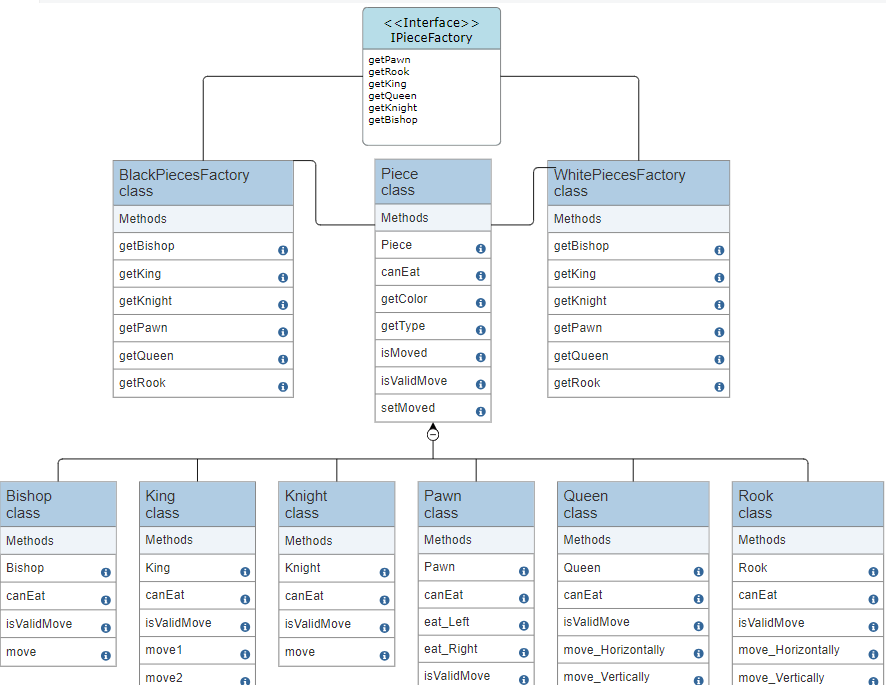 <<Interface>>
IPieceFactory
getPawn
getRook
getKing
getQueen
getKnight
getBishop
BlackPiecesFactory
class
Methods
getBishop
getKing
getKnight
getPawn
getQueen
getRook
Piece
class
Methods
Piece
canEat
getColor
getType
isMoved
isValidMove
setMoved
WhitePiecesFactory
class
Methods
getBishop
getKing
getKnight
getPawn
getQueen
getRook
Bishop
class
Methods
Bishop
canEat
isValidMove
move
King
class
Methods
King
canEat
isValidMove
move1
move2
Knight
class
Methods
Knight
canEat
isValidMove
move
Pawn
class
Methods
Pawn
canEat
eat_Left
eat_Right
isValidMove
Queen
class
Methods
Queen
canEat
isValidMove
move_Horizontally
move_Vertically
Rook
class
Methods
Rook
canEat
isValidMove
move_Horizontally
move_Vertically